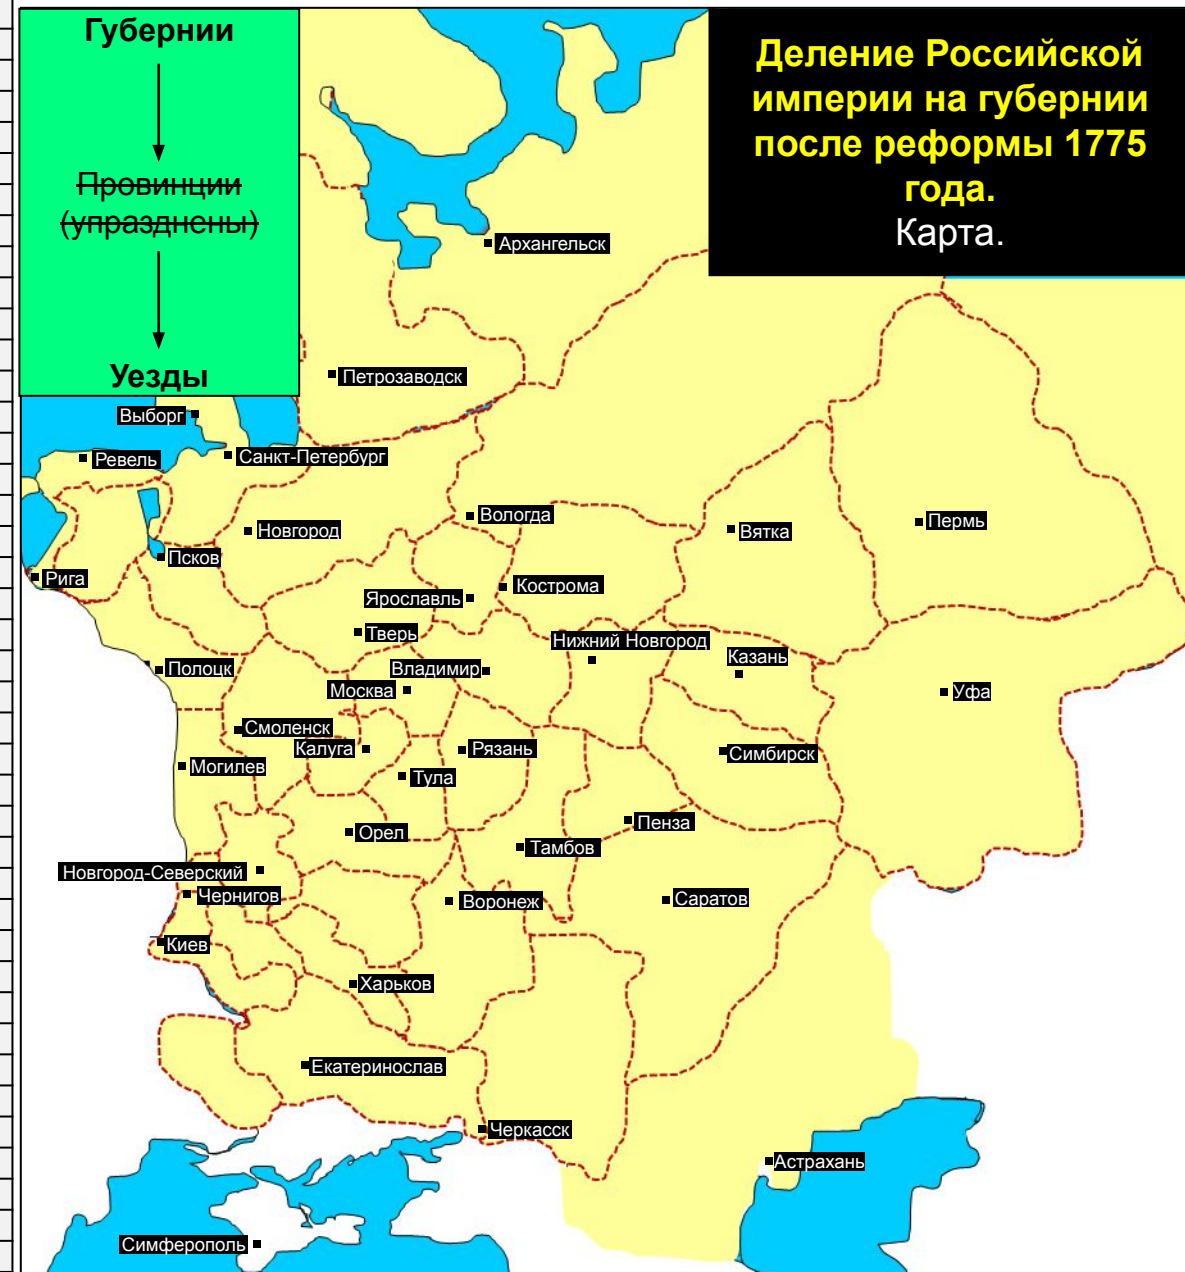 Губернии
Провинции
(упразднены)
Уезды
Деление Российской
империи на губернии
после реформы 1775
года.
Карта.
Архангельск
Петрозаводск
Выборг
Ревель
Санкт-Петербург
Вологда
Новгород
Вятка
Пермь
Псков
Рига
Кострома
Ярославль
Тверь
Нижний Новгород
Казань
Полоцк
Владимир
Москва
Уфа
Смоленск
Калуга
Рязань
Симбирск
Могилев
Тула
Пенза
Орел
Тамбов
Новгород-Северский
Чернигов
Воронеж
Саратов
Киев
Харьков
Екатеринослав
Черкасск
Астрахань
Симферополь